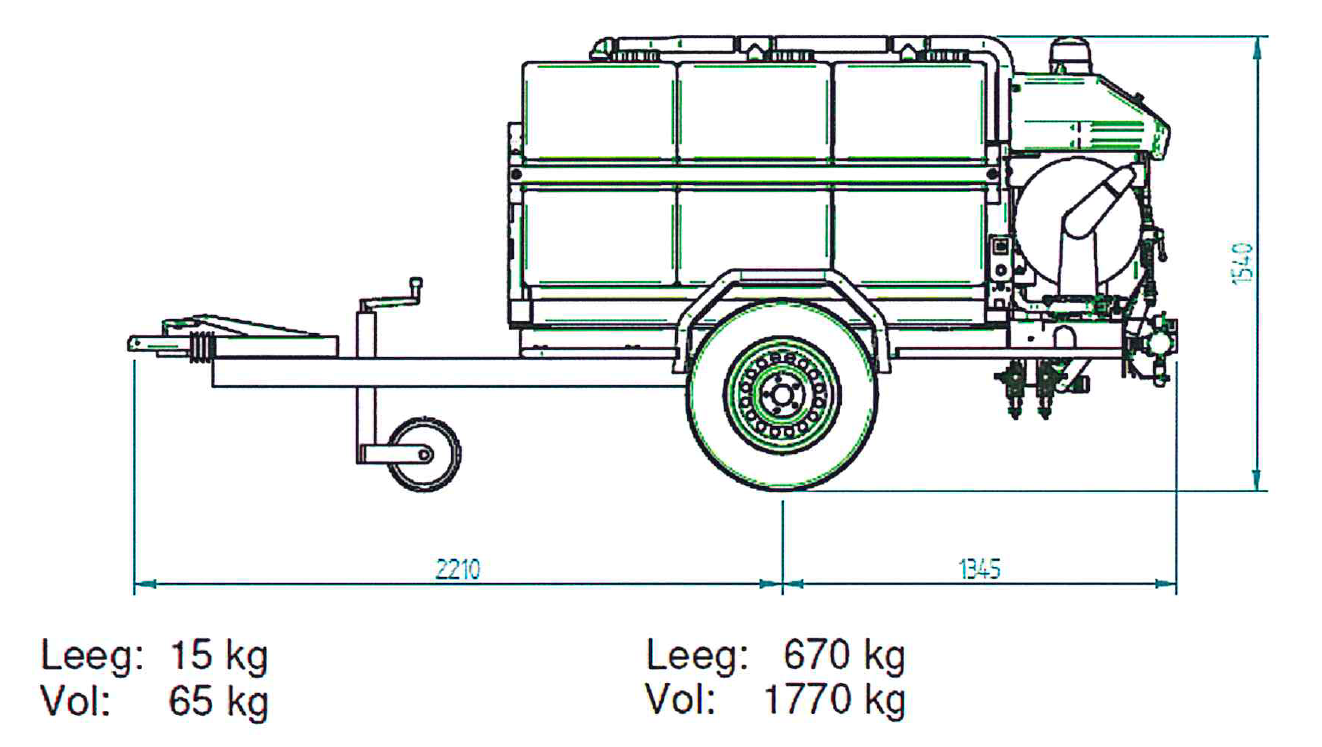 1540
2210 1345
Leeg: 15 kg Leeg: 670 kg
Vol: 65 kg Vol: 1770 kg